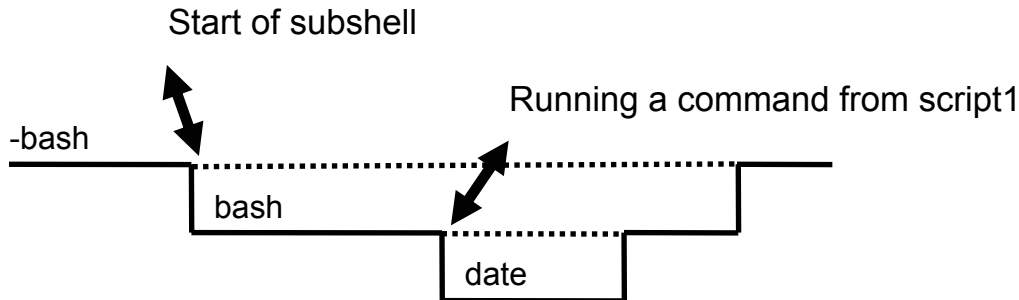 Start of subshell
Running a command from script1
-bash
bash
date